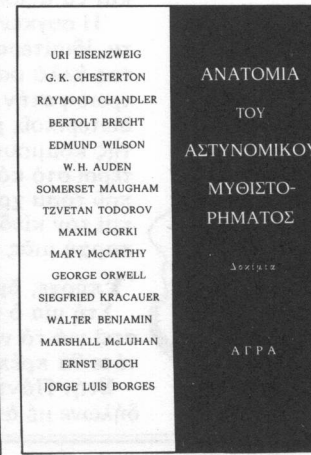 URI EISENZWEIG
G.K. CHESTERTON
RAYMOND CHANDLER
BERTOLT BRECHT
EDMUND WILSON
W.H. AUDEN
SOMERSET MAUGHAM
TZVETAN TODOROV
MAXIM GORKI
MARY McCARTHY
GEORGE ORWELL
SIEGFRIED KRACAUER
WALTER BENJAMIN
MARSHALL McLUHAN
ERNST BLOCH
JORGE LUIS BORGES
ΑΝΑΤΟΜΙΑ
ΤΟΥ
ΑΣΤΥΝΟΜΙΚΟΥ
ΜΥΘΙΣΤΟ-
ΡΗΜΑΤΟΣ
Δοκίμια
ΑΓΡΑ